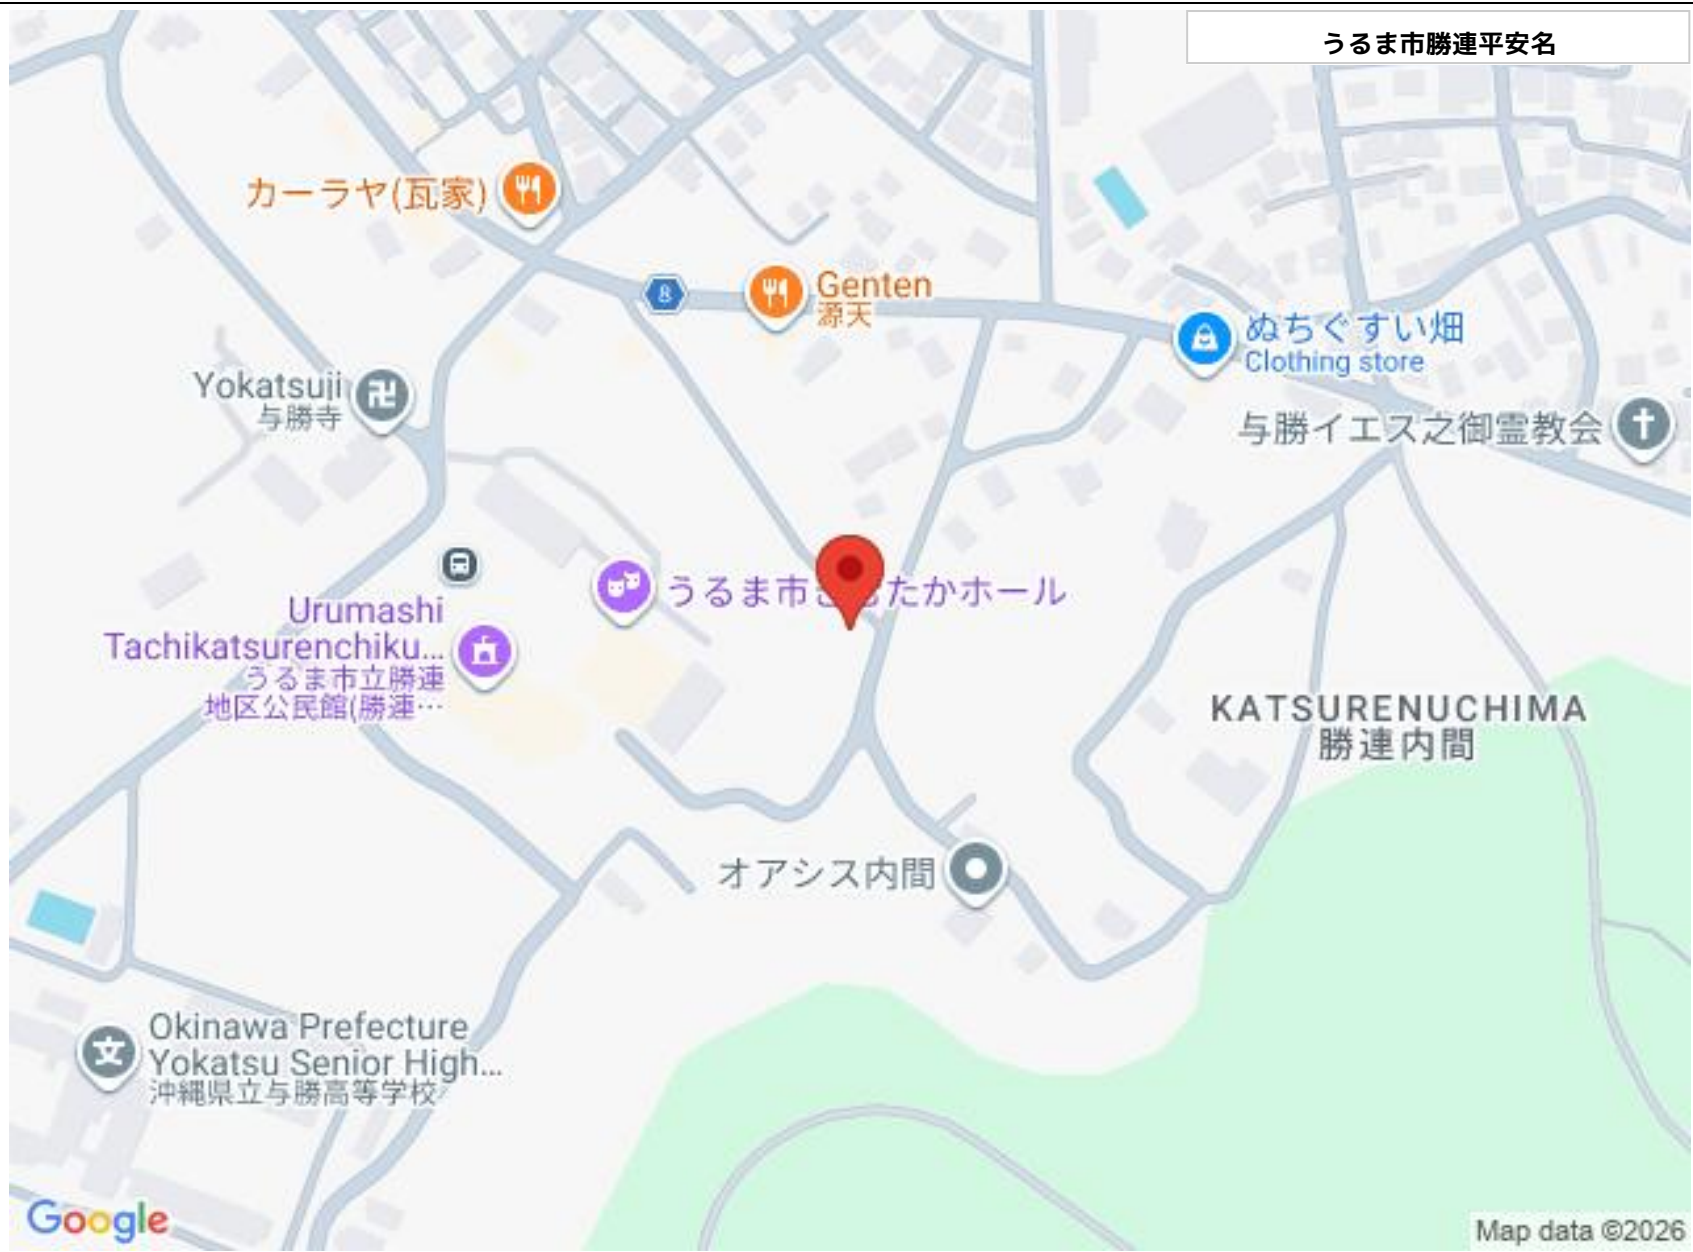 うるま市勝連平安名
カーラヤ(瓦家)
8
Genten
源天
ぬちぐすい畑
Clothing store
Yokatsuji
与勝寺
与勝イエス之御霊教会
うるま市 たかホール
Urumashi
Tachikatsurenchiku...
うるま市立勝連
地区公民館(勝連…
KATSURENUCHIMA
勝連内間
オアシス内間
文
Okinawa Prefecture
Yokatsu Senior High...
沖縄県立与勝高等学校
Google
Map data ©2026